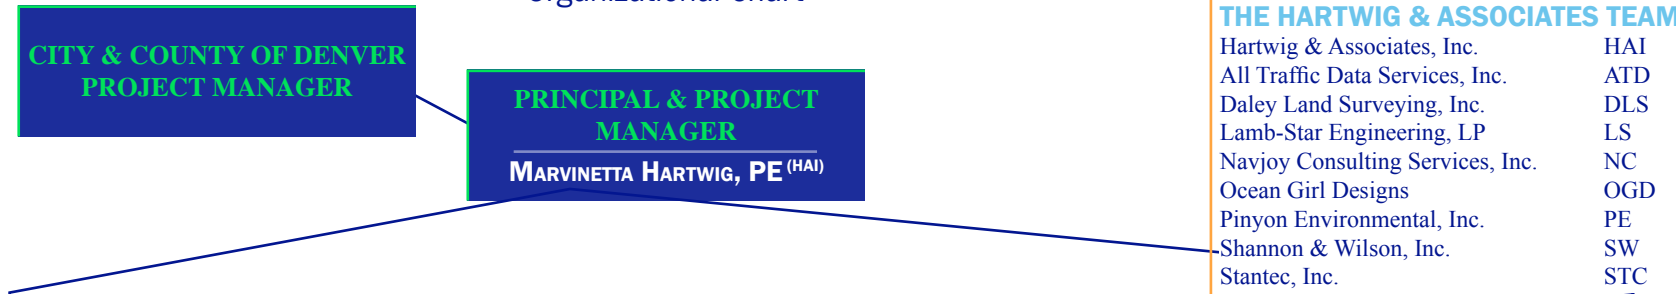 Organizational Chart
CITY & COUNTY OF DENVER
PROJECT MANAGER
PRINCIPAL & PROJECT
MANAGER
MARVINETTA HARTWIG, PE (HAI)
THE HARTWIG & ASSOCIATES TEAM
Hartwig & Associates, Inc. HAI
All Traffic Data Services, Inc. ATD
Daley Land Surveying, Inc. DLS
Lamb-Star Engineering, LP LS
Navjoy Consulting Services, Inc. NC
Ocean Girl Designs OGD
Pinyon Environmental, Inc. PE
Shannon & Wilson, Inc. SW
Stantec, Inc. STC